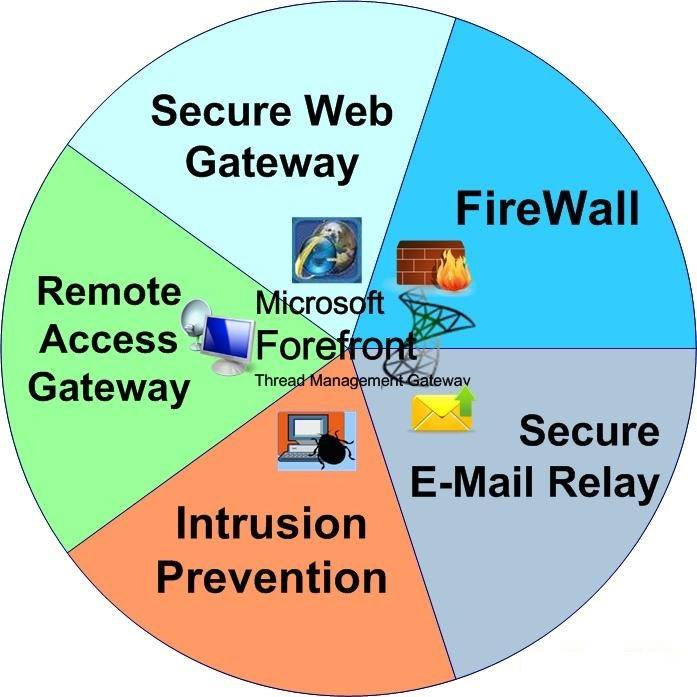 Secure Web
Gateway
FireWall
Remote
Access
Gateway
Microsoft
Forefront
Thread Management Gateway
Secure
E-Mail Relay
Intrusion
Prevention